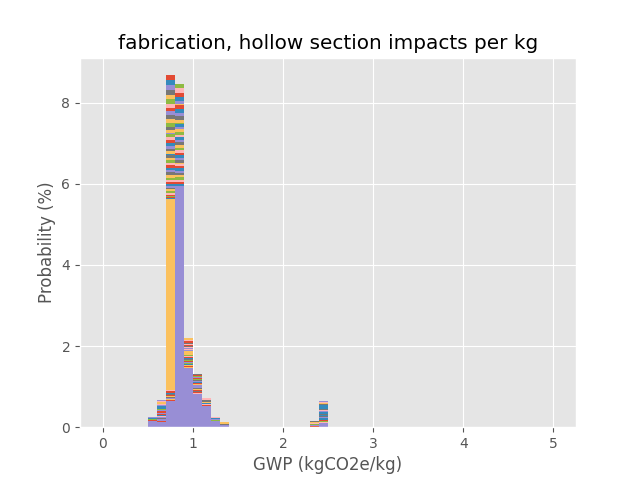 fabrication, hollow section impacts per kg
8
6
4
2
0
Probability (%)
0 1 2 3 4 5
GWP (kgCO2e/kg)